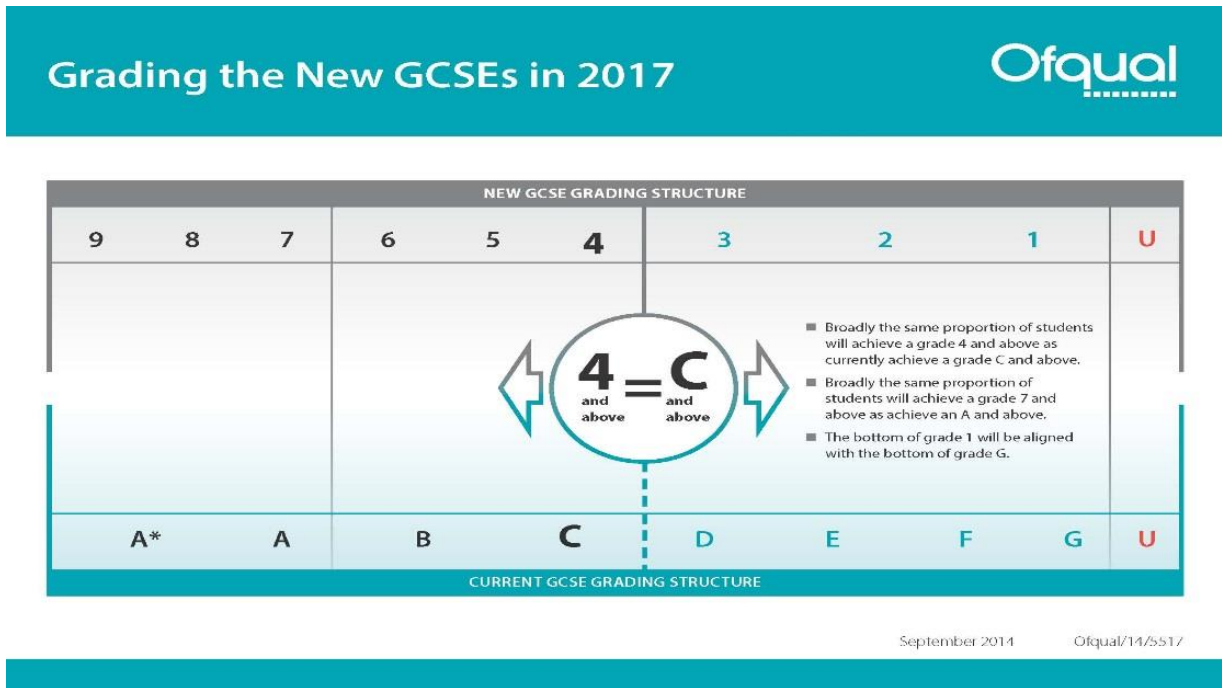 Grading the New GCSEs in 2017
Ofqual
NEW GCSE GRADING STRUCTURE
9 8 7 6 5 4 3 2 1 U
4 = C
and and
above above
■ Broadly the same proportion of students
will achieve a grade 4 and above as
currently achieve a grade C and above.
■ Broadly the same proportion of
students will achieve a grade 7 and
above as achieve an A and above.
■ The bottom of grade 1 will be aligned
with the bottom of grade G.
A* A B C D E F G U
CURRENT GCSE GRADING STRUCTURE
September 2014 Ofqual/14/5517